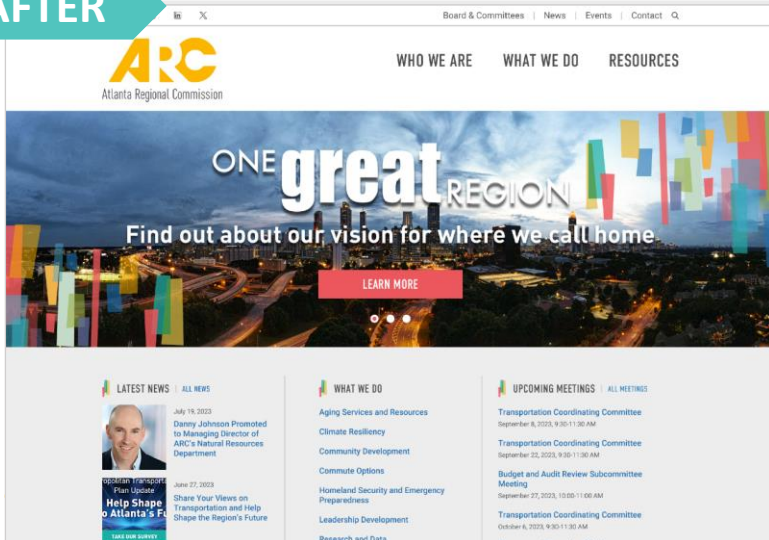 AFTER
in X
Board & Committees | News | Events | Contact
ARC
Atlanta Regional Commission
WHO WE ARE WHAT WE DO RESOURCES
ONE great REGION
Find out about our vision for where we call home
LEARN MORE
LATEST NEWS | ALL NEWS
July 19, 2023
Danny Johnson Promoted
to Managing Director of
ARC's Natural Resources
Department
Plan Update
Help Shape
TAKE OUR SURVEY
June 27, 2023
Share Your Views on
Transportation and Help
Shape the Region's Future
WHAT WE DO
Aging Services and Resources
Climate Resiliency
Community Development
Commute Options
Homeland Security and Emergency
Preparedness
Leadership Development
Research and Data
UPCOMING MEETINGS | ALL MEETINGS
Transportation Coordinating Committee
September 8, 2023, 9:30-11:30 AM
Transportation Coordinating Committee
September 22, 2023, 9:30-11:30 AM
Budget and Audit Review Subcommittee
Meeting
September 27, 2023, 10:00-11:00 AM
Transportation Coordinating Committee
October 6, 2023, 9:30-11:30 AM